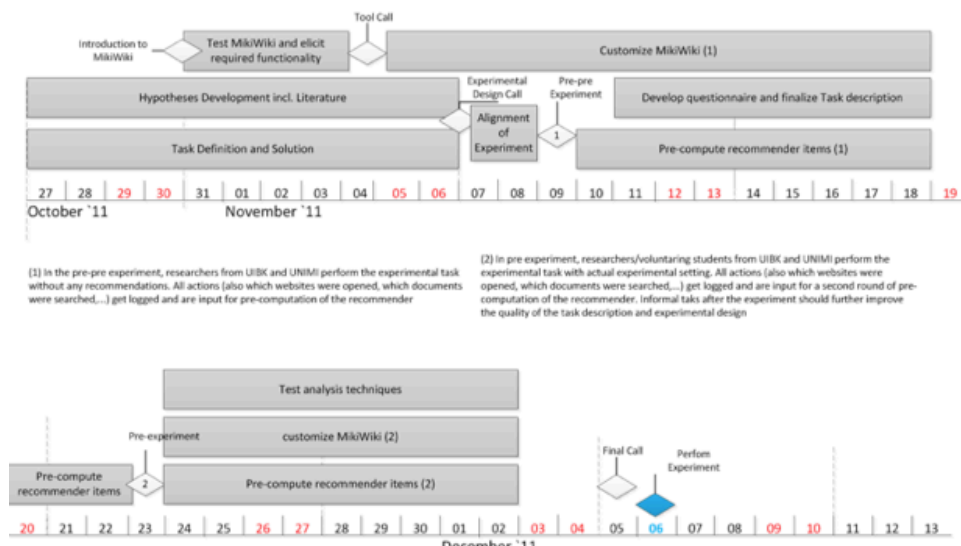 Tool Call
Introduction to
MikiWiki
Test MikiWiki and elicit
required functionality
Customize MikiWiki (1)
Hypotheses Development incl. Literature
Experimental
Design Call
Pre-pre
Experiment
Develop questionnaire and finalize Task description
Alignment
of
Experiment
1
Task Definition and Solution
Pre-compute recommender items (1)
27 28 29 30 31 01 02 03 04 05 06 07 08 09 10 11 12 13 14 15 16 17 18 19
October `11 November `11
(1) In the pre-pre experiment, researchers from UIBK and UNIMI perform the experimental task
without any recommendations. All actions (also which websites were opened, which documents
were searched,...) get logged and are input for pre-computation of the recommender
(2) In pre experiment, researchers/voluntaring students from UIBK and UNIMI perform the
experimental task with actual experimental setting. All actions (also which websites were
opened, which documents were searched,...) get logged and are input for a second round of pre-
computation of the recommender. Informal taks after the experiment should further improve
the quality of the task description and experimental design
Test analysis techniques
Pre-experiment
customize MikiWiki (2)
Final Call
Perfom
Experiment
Pre-compute
recommender items
2
Pre-compute recommender items (2)
20 21 22 23 24 25 26 27 28 29 30 01 02 03 04 05 06 07 08 09 10 11 12 13
December `11